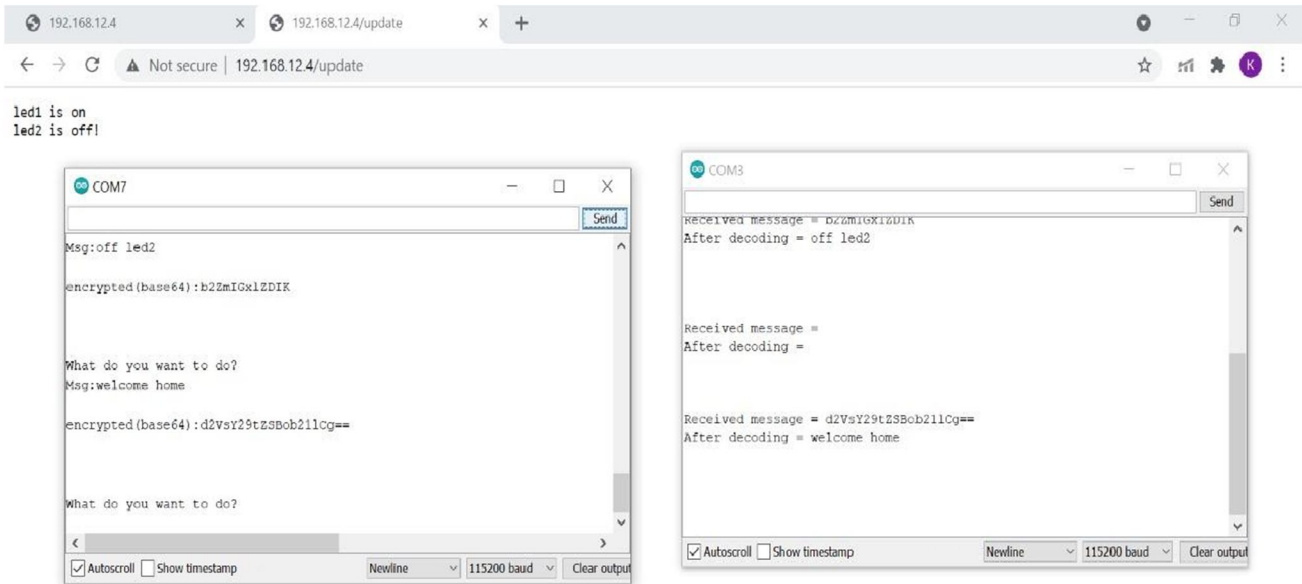 192.168.12.4
192.168.12.4/update
Not secure | 192.168.12.4/update
K
led1 is on
led2 is off!
COM7
Send
Msg:off led2
encrypted(base64):b2ZmIGxlZDIK
What do you want to do?
Msg:welcome home
encrypted(base64):d2VsY29tZSBob21lCg==
What do you want to do?
Autoscroll Show timestamp Newline 115200 baud Clear output
COM3
Send
Received message = b2ZmIGxlZDIK
After decoding = off led2
Received message =
After decoding =
Received message = d2VsY29tZSBob21lCg==
After decoding = welcome home
Autoscroll Show timestamp Newline 115200 baud Clear output